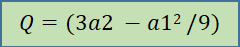 Q = (3a2 − a1² /9)